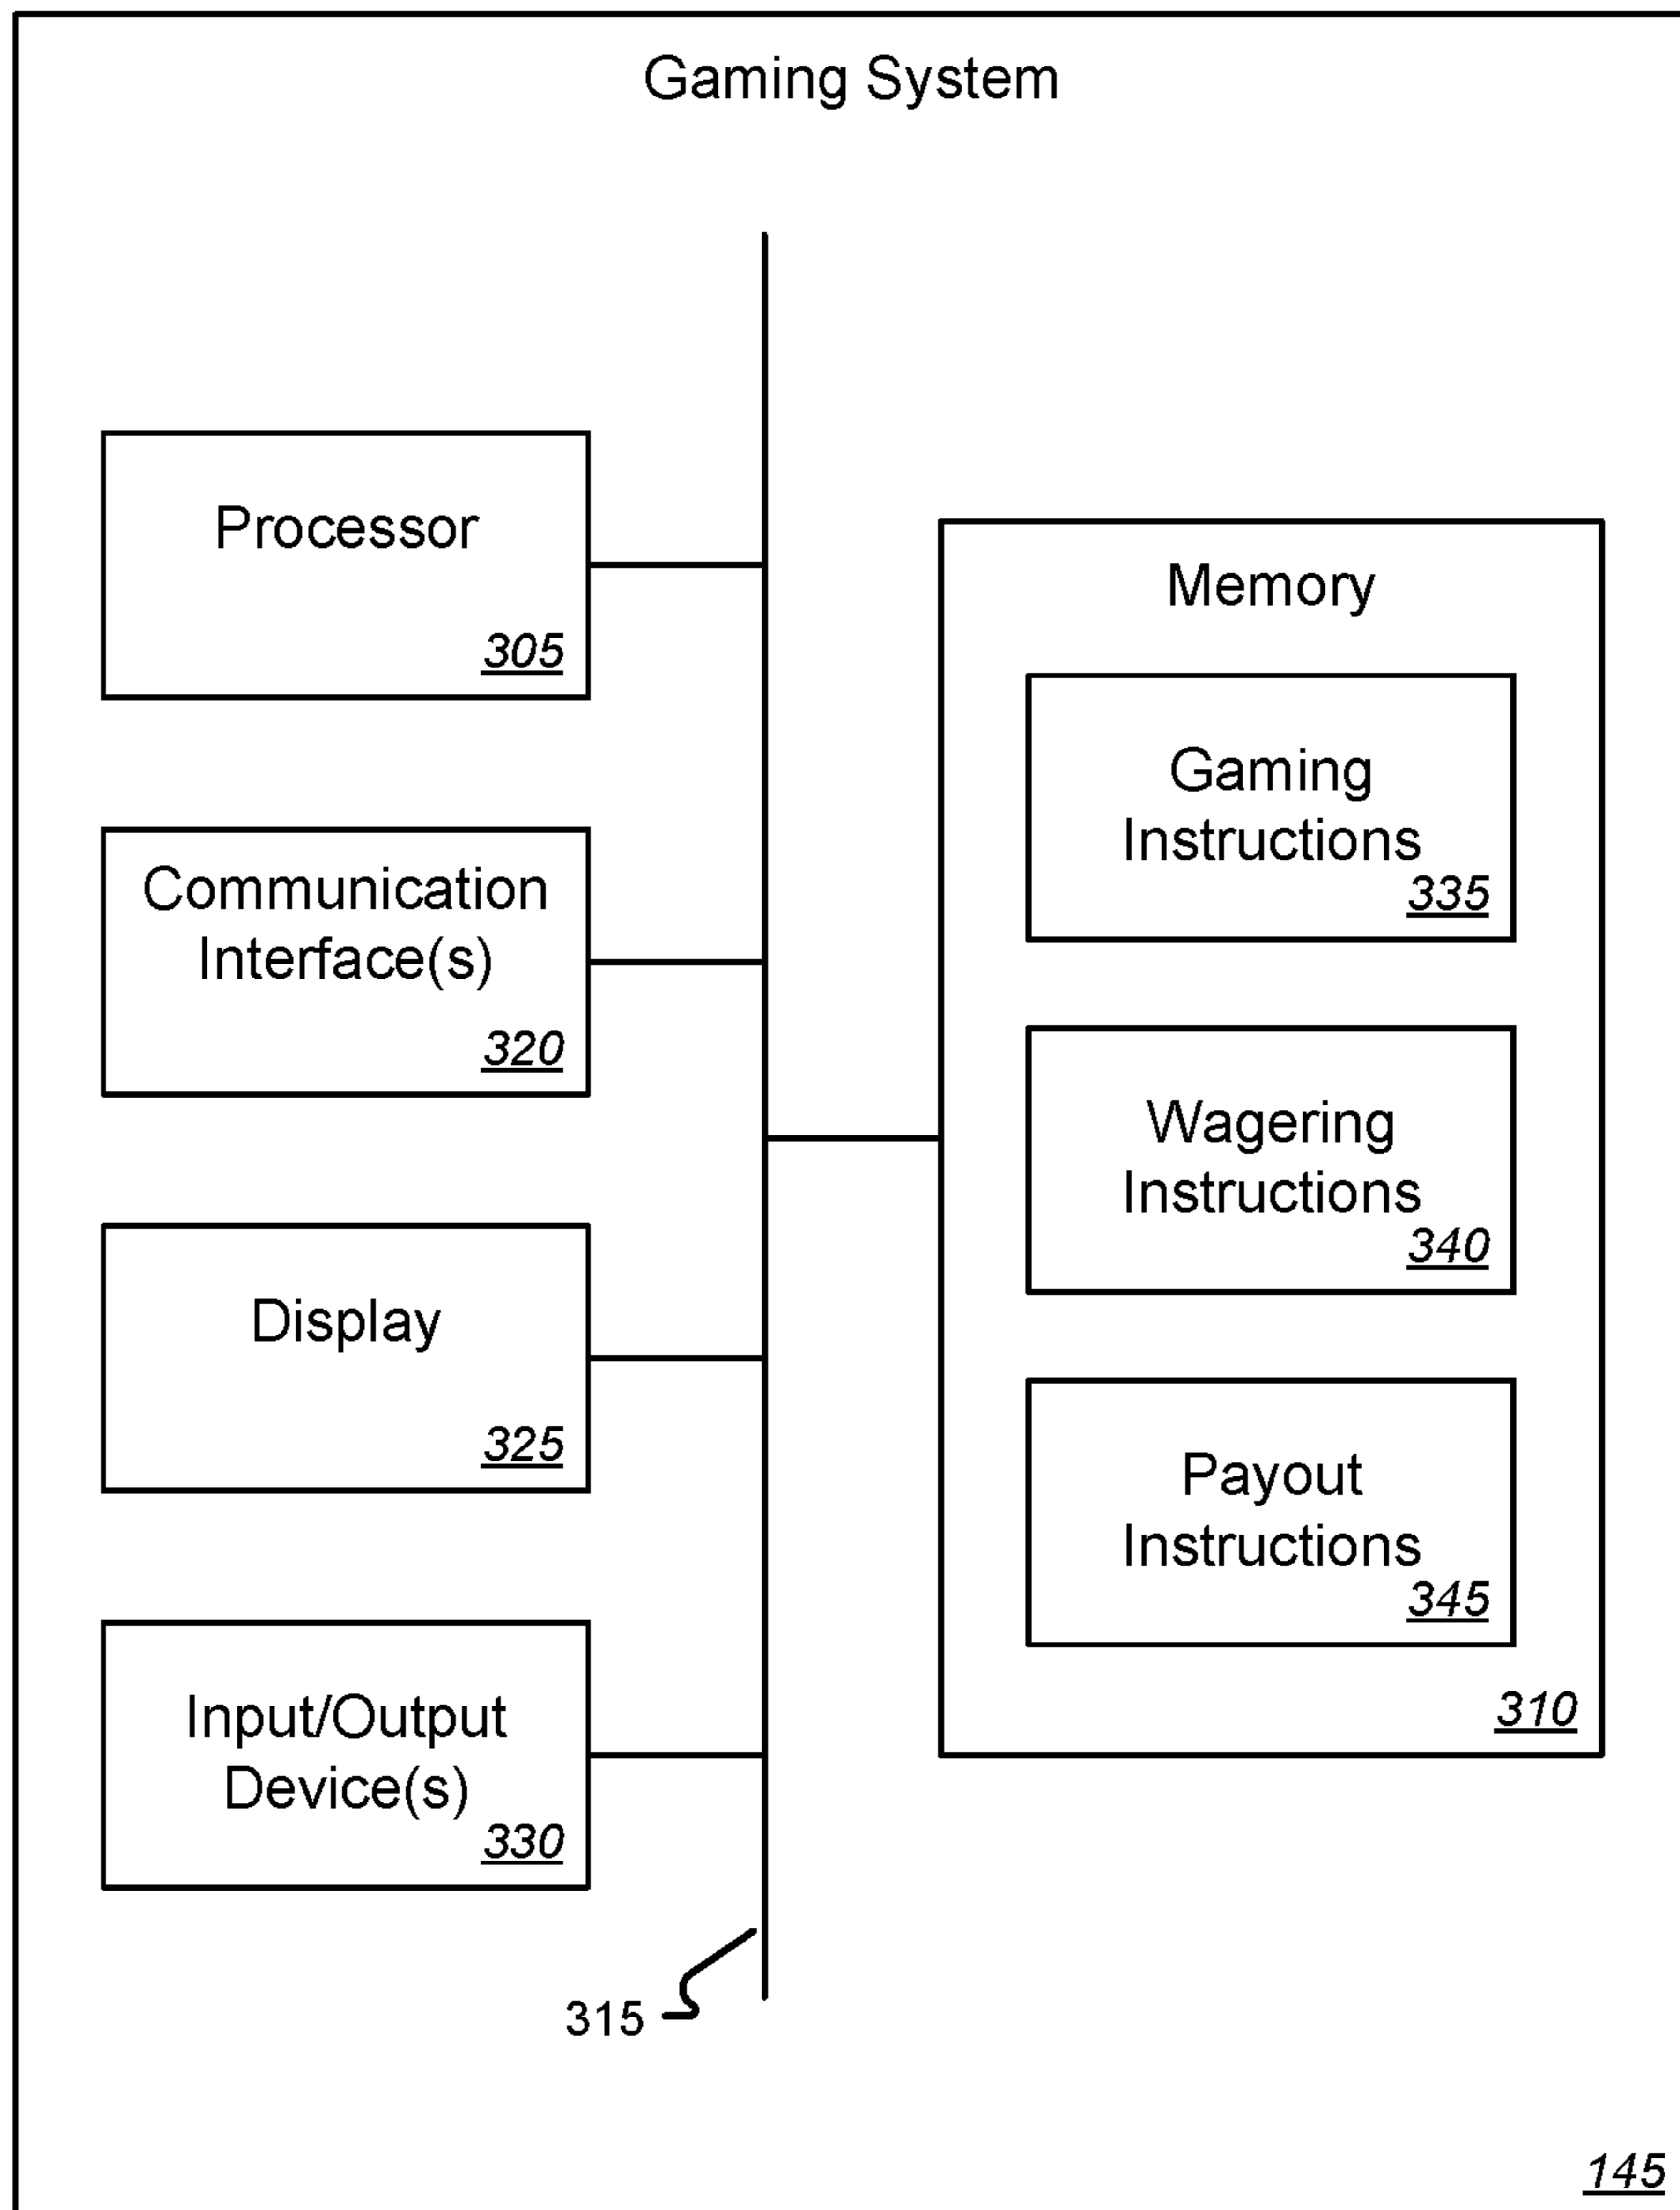 Gaming System
Processor
305
Communication
Interface(s)
320
Display
325
Input/Output
Device(s)
330
315
Memory
Gaming
Instructions
335
Wagering
Instructions
340
Payout
Instructions
345
310
145